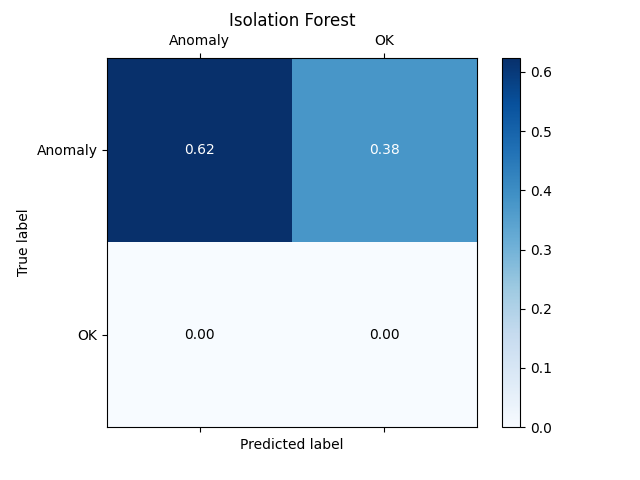 Isolation Forest
Anomaly OK
Anomaly 0.62 0.38
OK 0.00 0.00
True label
Predicted label
0.6
0.5
0.4
0.3
0.2
0.1
0.0